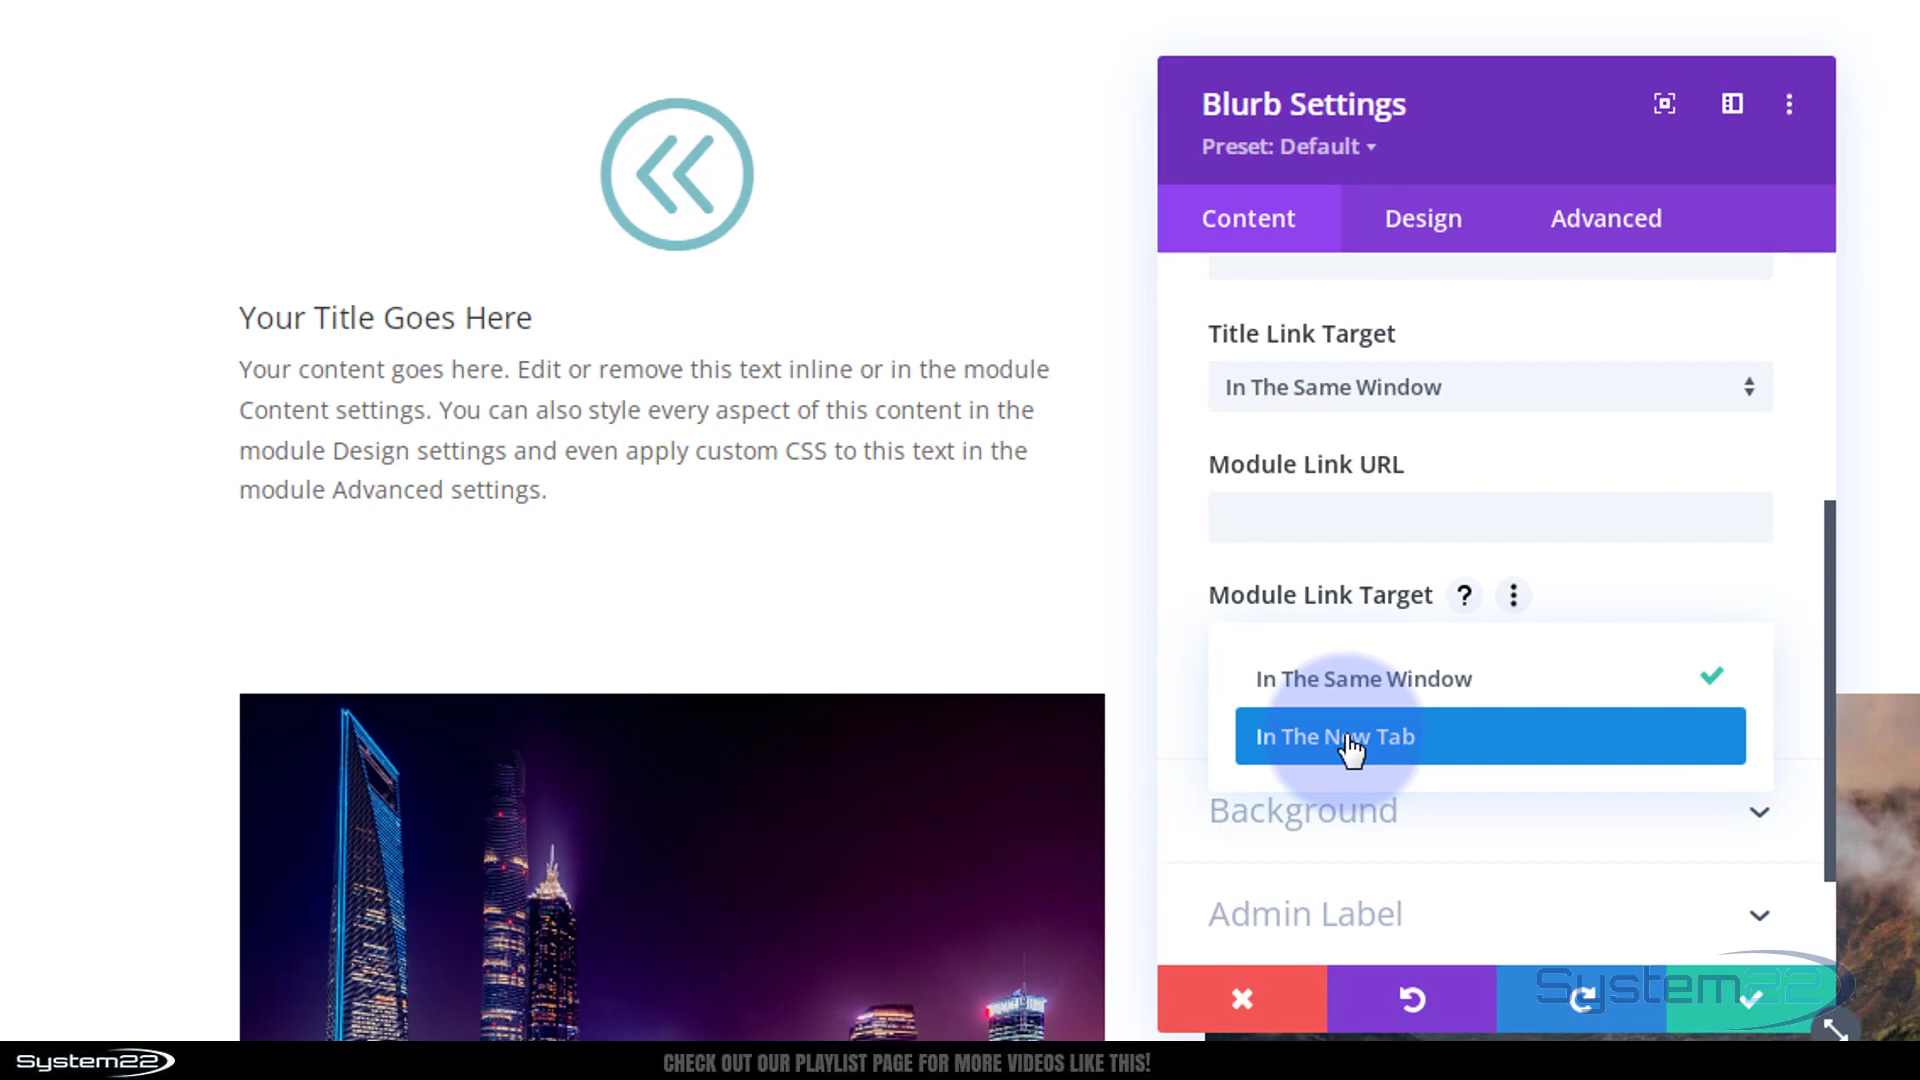 Blurb Settings
Preset: Default
Content
Design
Advanced
Your Title Goes Here
Your content goes here. Edit or remove this text inline or in the module
Content settings. You can also style every aspect of this content in the
module Design settings and even apply custom CSS to this text in the
module Advanced settings.
Title Link Target
In The Same Window
Module Link URL
Module Link Target ?
In The Same Window
In The New Tab
Background
Admin Label
System22
System22
CHECK OUT OUR PLAYLIST PAGE FOR MORE VIDEOS LIKE THIS!